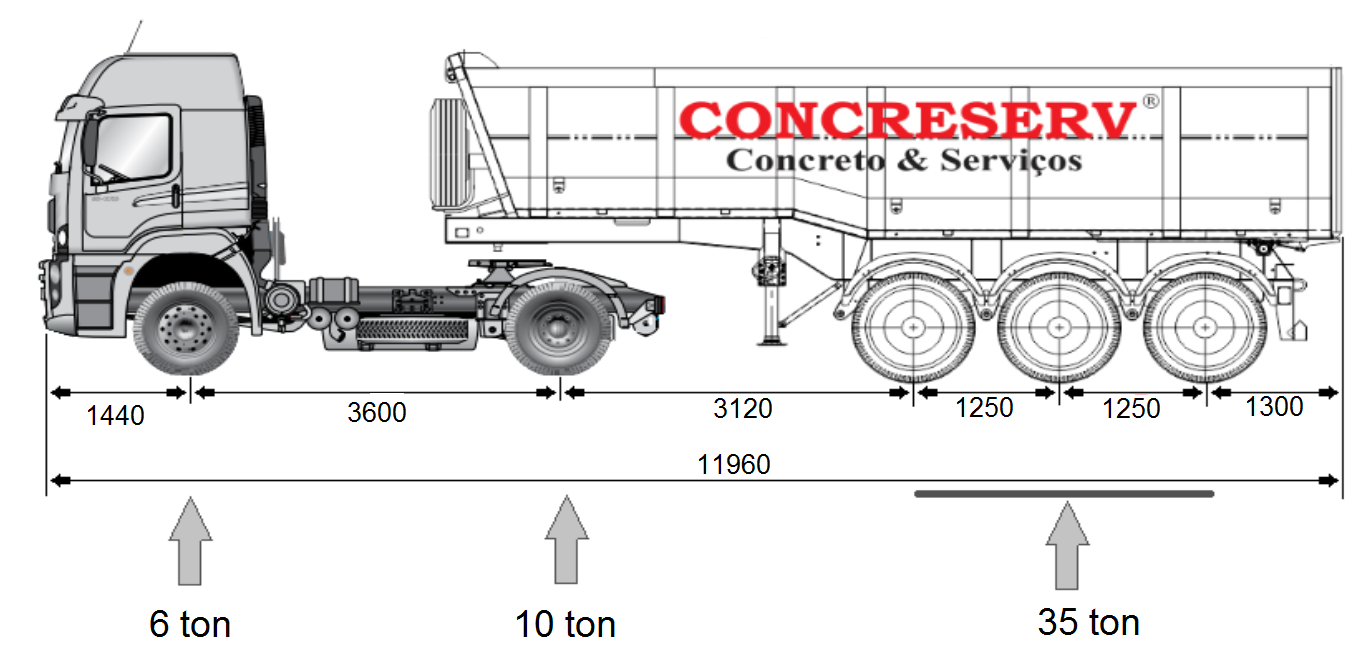 CONCRESERV®
Concreto & Serviços
1440
3600
3120
1250
1250
1300
11960
6 ton
10 ton
35 ton